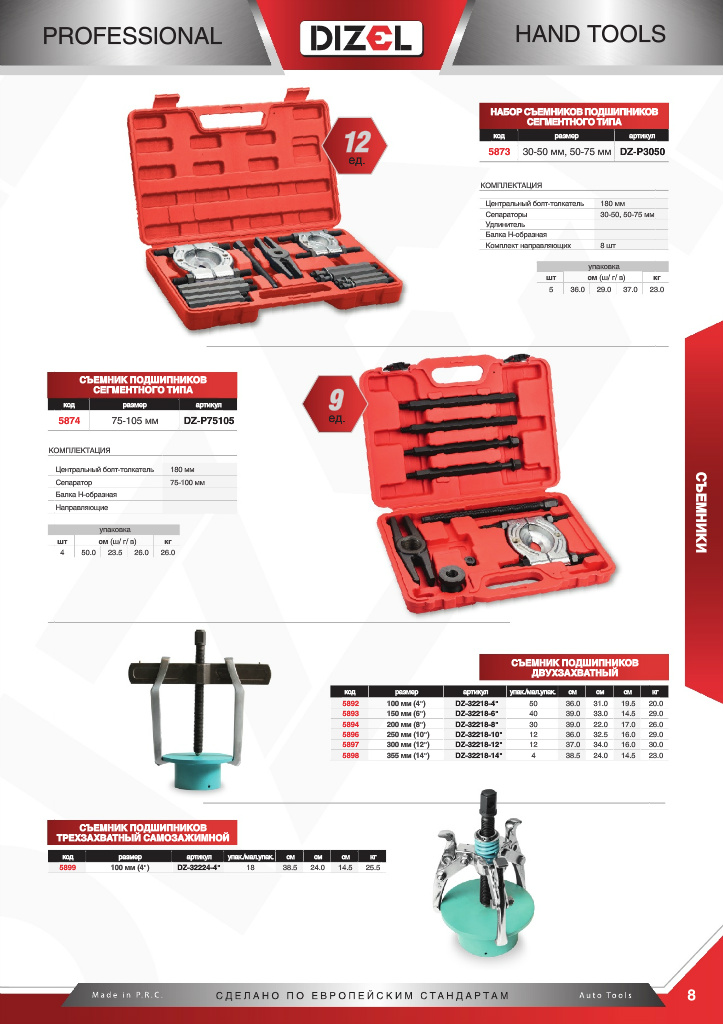 PROFESSIONAL
DIZEL
HAND TOOLS
12
ед.
НАБОР СЪЕМНИКОВ ПОДШИПНИКОВ
СЕГМЕНТНОГО ТИПА
код размер артикул
5873 30-50 мм, 50-75 мм DZ-P3050
КОМПЛЕКТАЦИЯ
Центральный болт-толкатель 180 мм
Сепараторы 30-50, 50-75 мм
Удлинитель
Балка Н-образная
Комплект направляющих 8 шт
упаковка
шт см (ш/ г/ в) кг
5 36.0 29.0 37.0 23.0
СЪЕМНИК ПОДШИПНИКОВ
СЕГМЕНТНОГО ТИПА
код размер артикул
5874 75-105 мм DZ-P75105
КОМПЛЕКТАЦИЯ
Центральный болт-толкатель 180 мм
Сепаратор 75-100 мм
Балка Н-образная
Направляющие
упаковка
шт см (ш/ г/ в) кг
4 50.0 23.5 26.0 26.0
9
ед.
СЪЕМНИКИ
СЪЕМНИК ПОДШИПНИКОВ
ДВУХЗАХВАТНЫЙ
код размер артикул упак./мал.упак. см см см кг
5892 100 мм (4") DZ-32218-4" 50 36.0 31.0 19.5 20.0
5893 150 мм (6") DZ-32218-6" 40 39.0 33.0 14.5 29.0
5894 200 мм (8") DZ-32218-8" 30 39.0 22.0 17.0 26.0
5896 250 мм (10") DZ-32218-10" 12 36.0 32.5 16.0 29.0
5897 300 мм (12") DZ-32218-12" 12 37.0 34.0 16.0 30.0
5898 355 мм (14") DZ-32218-14" 4 38.5 24.0 14.5 23.0
СЪЕМНИК ПОДШИПНИКОВ
ТРЕХЗАХВАТНЫЙ САМОЗАЖИМНОЙ
код размер артикул упак./мал.упак. см см см кг
5899 100 мм (4") DZ-32224-4" 18 38.5 24.0 14.5 25.5
Made in P.R.C. СДЕЛАНО ПО ЕВРОПЕЙСКИМ СТАНДАРТАМ Auto Tools 8